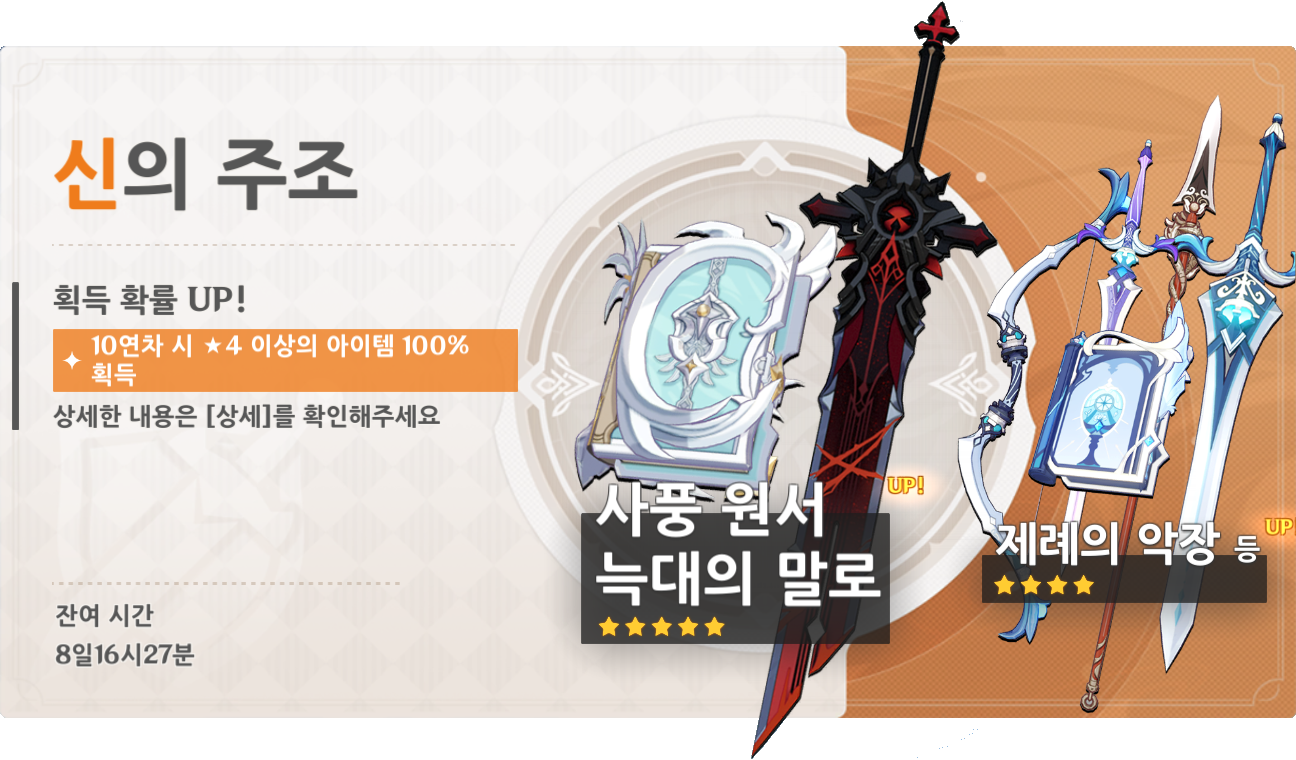 신의 주조
획득 확률 UP!
10연차 시 ★4 이상의 아이템 100%
획득
상세한 내용은 [상세]를 확인해주세요
잔여 시간
8일16시27분
사풍 원서
늑대의 말로
UP!
★★★★★
제례의 악장 등
UP!
★★★★